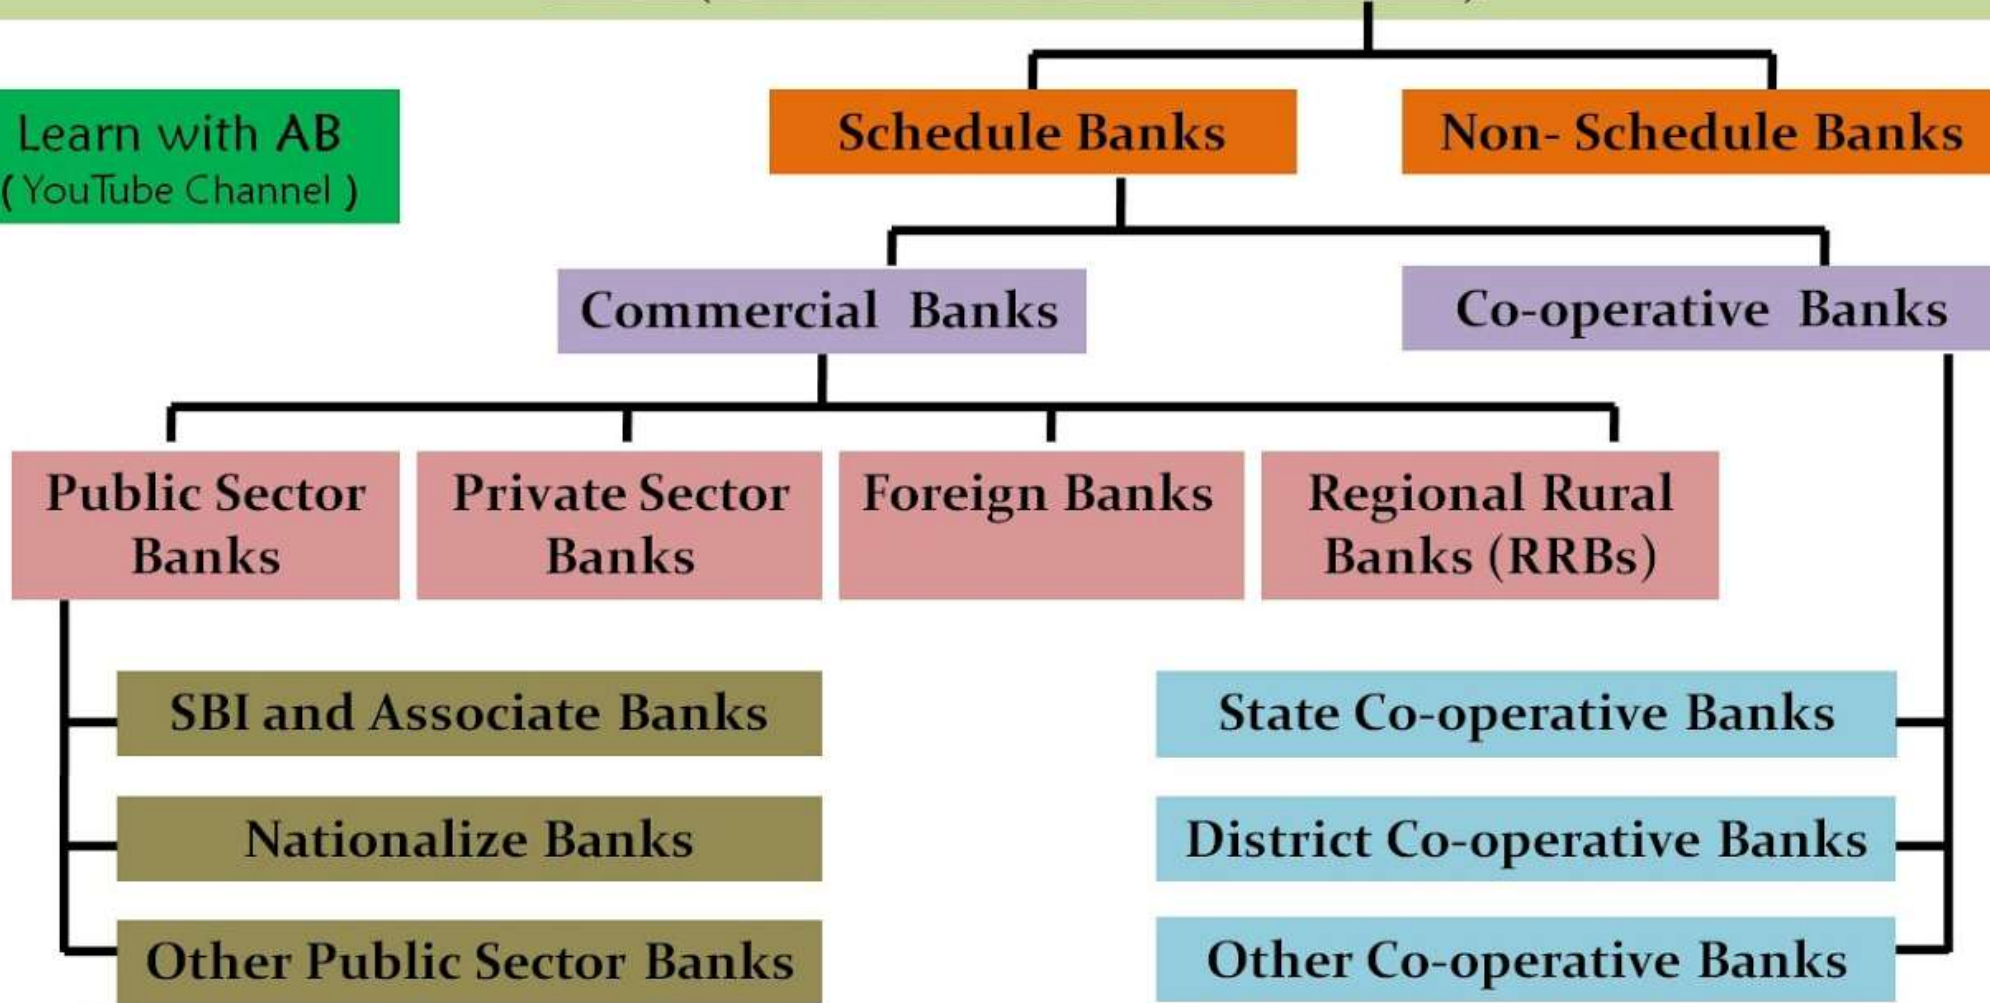 Learn with AB
( YouTube Channel )
Schedule Banks
Non- Schedule Banks
Commercial Banks
Co-operative Banks
Public Sector
Banks
Private Sector
Banks
Foreign Banks
Regional Rural
Banks (RRBs)
SBI and Associate Banks
Nationalize Banks
Other Public Sector Banks
State Co-operative Banks
District Co-operative Banks
Other Co-operative Banks